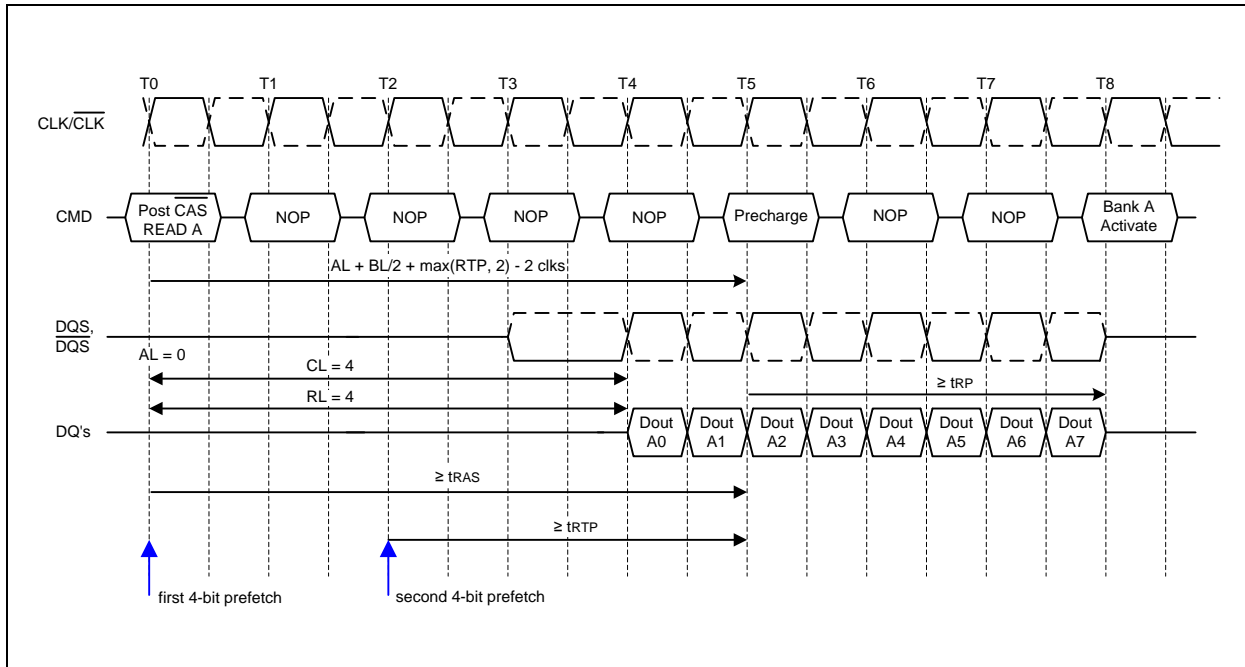 T0 T1 T2 T3 T4 T5 T6 T7 T8
CLK/CLK
CMD
Post CAS
READ A
NOP
NOP
NOP
NOP
Precharge
NOP
NOP
Bank A
Activate
AL + BL/2 + max(RTP, 2) - 2 clks
DQS,
DQS
AL = 0
CL = 4
≥ tRP
RL = 4
DQ's
Dout
A0
Dout
A1
Dout
A2
Dout
A3
Dout
A4
Dout
A5
Dout
A6
Dout
A7
≥ tRAS
≥ tRTP
first 4-bit prefetch
second 4-bit prefetch